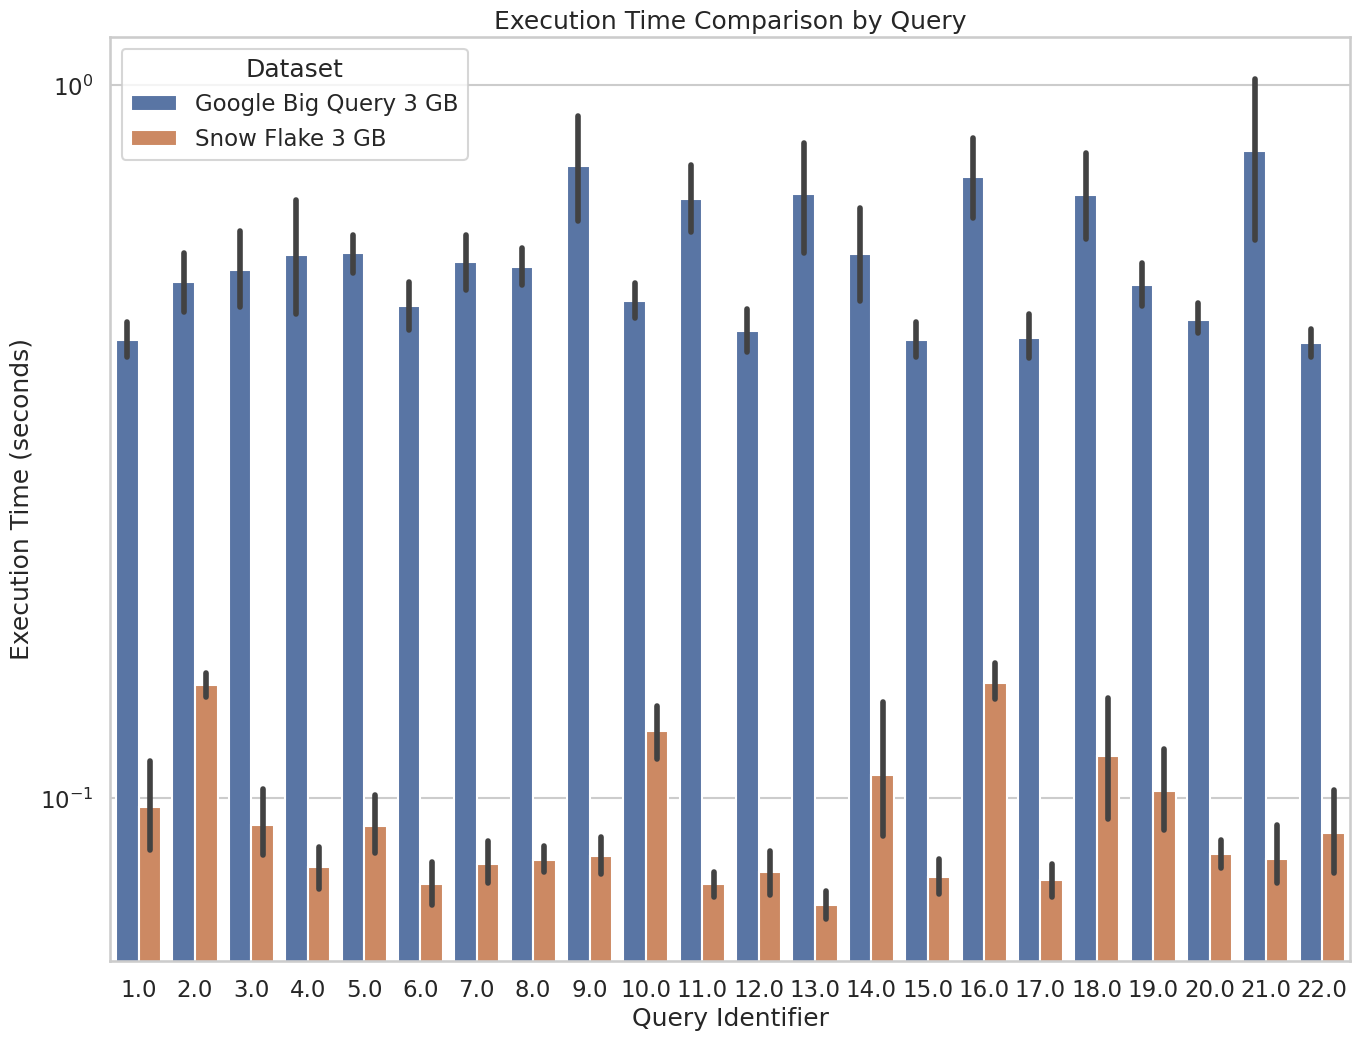 Execution Time Comparison by Query
Dataset
Google Big Query 3 GB
Snow Flake 3 GB
10⁰
10⁻¹
Execution Time (seconds)
1.0 2.0 3.0 4.0 5.0 6.0 7.0 8.0 9.0 10.0 11.0 12.0 13.0 14.0 15.0 16.0 17.0 18.0 19.0 20.0 21.0 22.0
Query Identifier